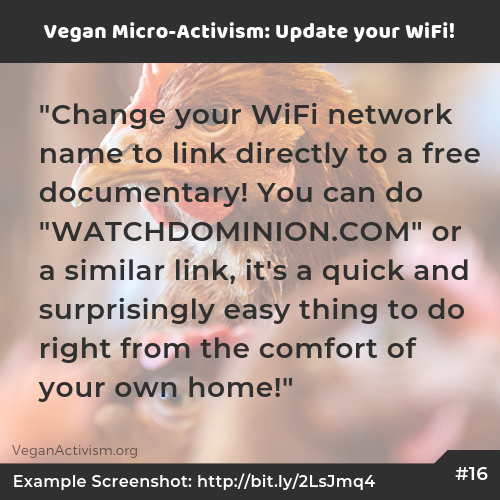 Vegan Micro-Activism: Update your WiFi!
"Change your WiFi network
name to link directly to a free
documentary! You can do
"WATCHDOMINION.COM" or
a similar link, it's a quick and
surprisingly easy thing to do
right from the comfort of
your own home!"
VeganActivism.org
#16
Example Screenshot: http://bit.ly/2LsJmq4